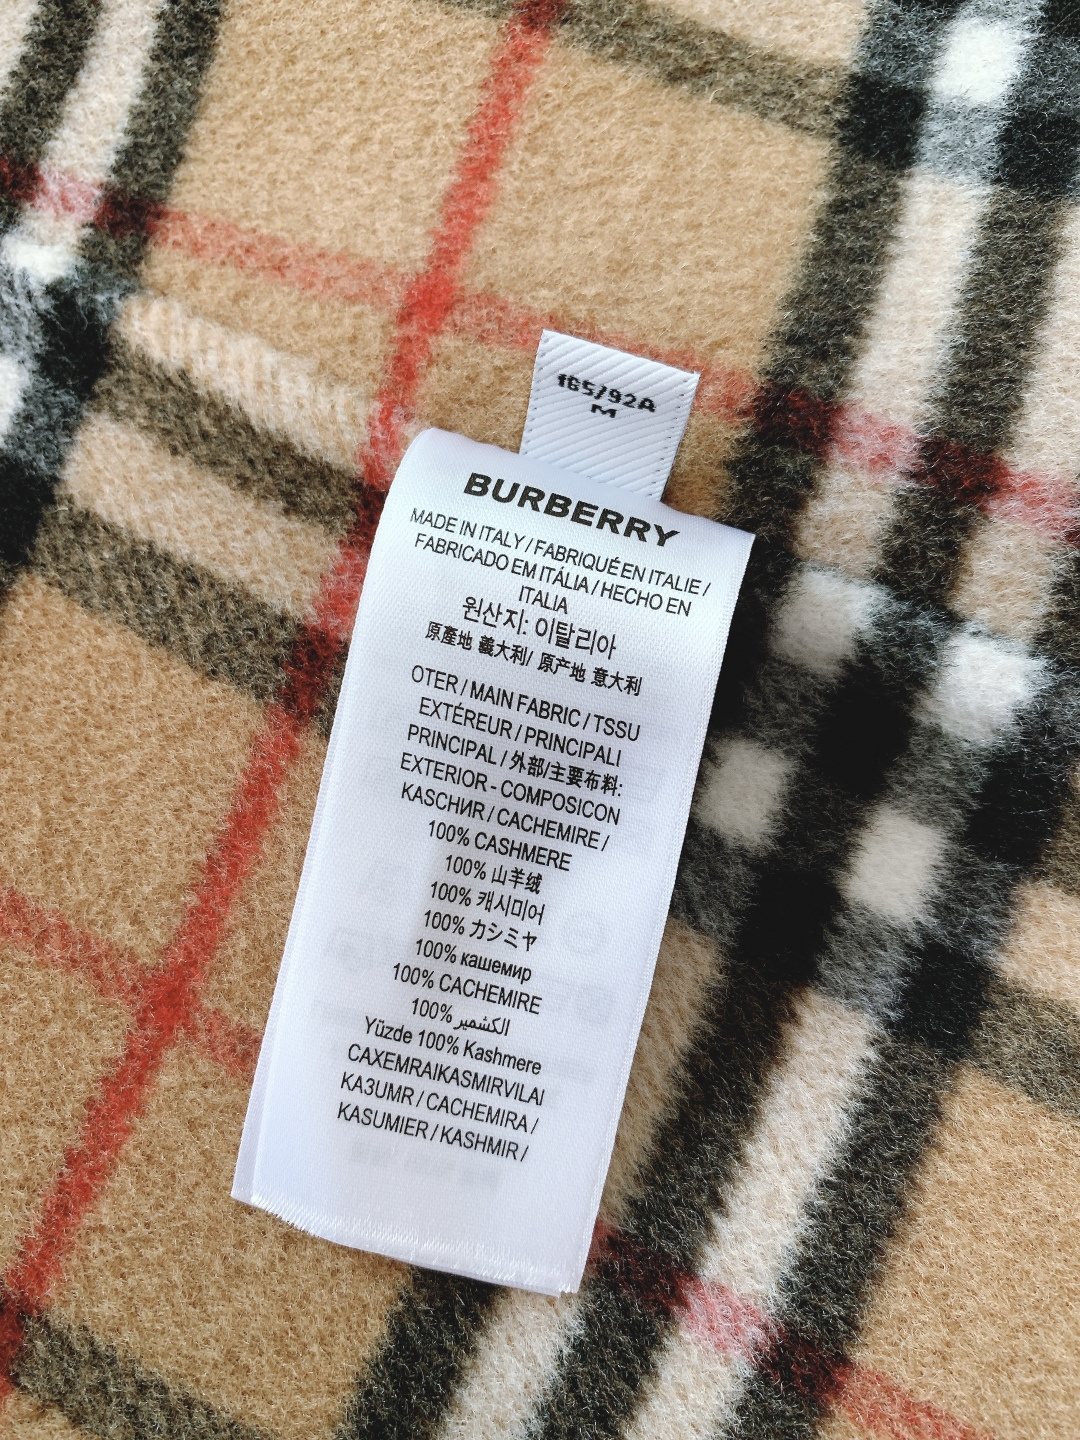 165/92A
M
BURBERRY
MADE IN ITALY / FABRIQUÉ EN ITALIE /
FABRICADO EM ITÁLIA / HECHO EN
ITALIA
원산지: 이탈리아
原產地 義大利/ 原产地 意大利
OTER / MAIN FABRIC / TSSU
EXTÉREUR / PRINCIPALI
PRINCIPAL / 外部/主要布料:
EXTERIOR - COMPOSICON
KASCHИR / CACHEMIRE /
100% CASHMERE
100% 山羊绒
100% 캐시미어
100% カシミヤ
100% кашемир
100% CACHEMIRE
100% الكشمير
Yüzde 100% Kashmere
CAXEMRAIKASMIRVILAI
KA3UMR / CACHEMIRA /
KASUMIER / KASHMIR /